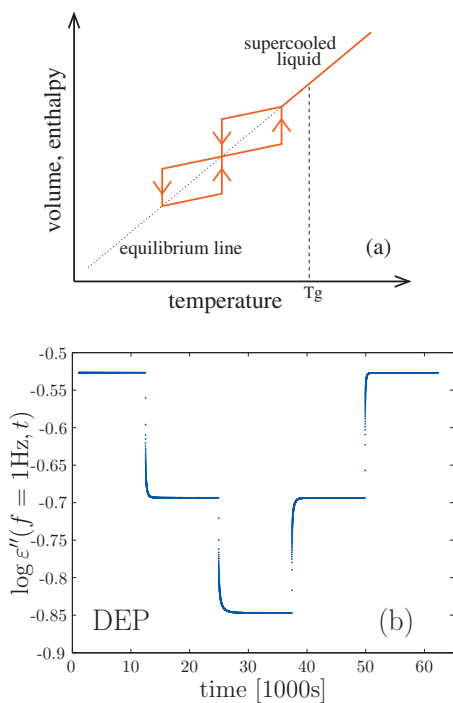 supercooled
liquid
volume, enthalpy
equilibrium line
(a)
temperature
Tg
-0.5
-0.55
-0.6
-0.65
-0.7
-0.75
-0.8
-0.85
-0.9
log ε″(f = 1Hz, t)
DEP
(b)
0 10 20 30 40 50 60
time [1000s]